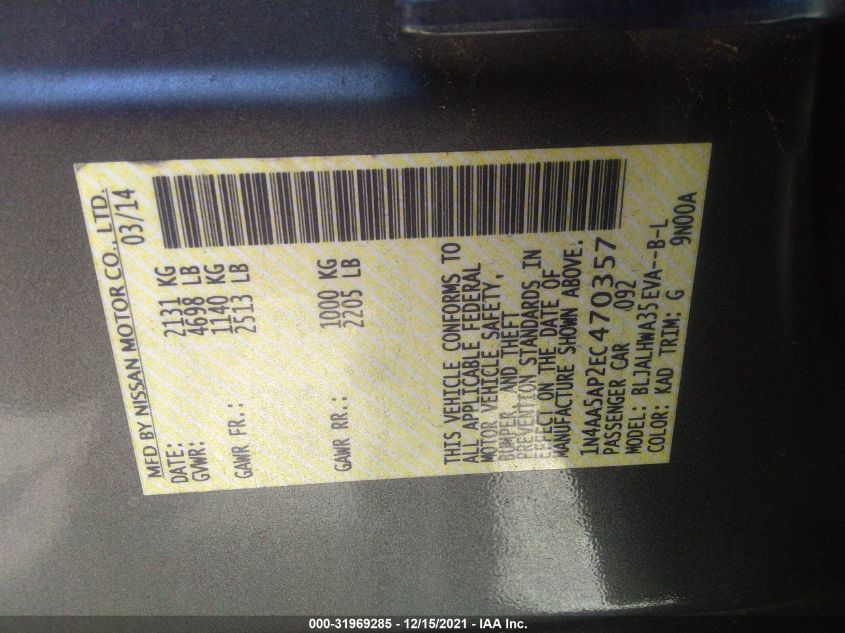 MFD BY NISSAN MOTOR CO., LTD.
DATE: 03/14
GVWR: 2131 KG
4698 LB
GAWR FR.: 1140 KG
2513 LB
GAWR RR.: 1000 KG
2205 LB
THIS VEHICLE CONFORMS TO
ALL APPLICABLE FEDERAL
MOTOR VEHICLE SAFETY,
BUMPER, AND THEFT
PREVENTION STANDARDS IN
EFFECT ON THE DATE OF
MANUFACTURE SHOWN ABOVE.
1N4AA5AP2EC470357
PASSENGER CAR 092
MODEL: BLJALHWA35EVA--B-L
COLOR: KAD TRIM: G 9N00A
000-31969285 - 12/15/2021 - IAA Inc.